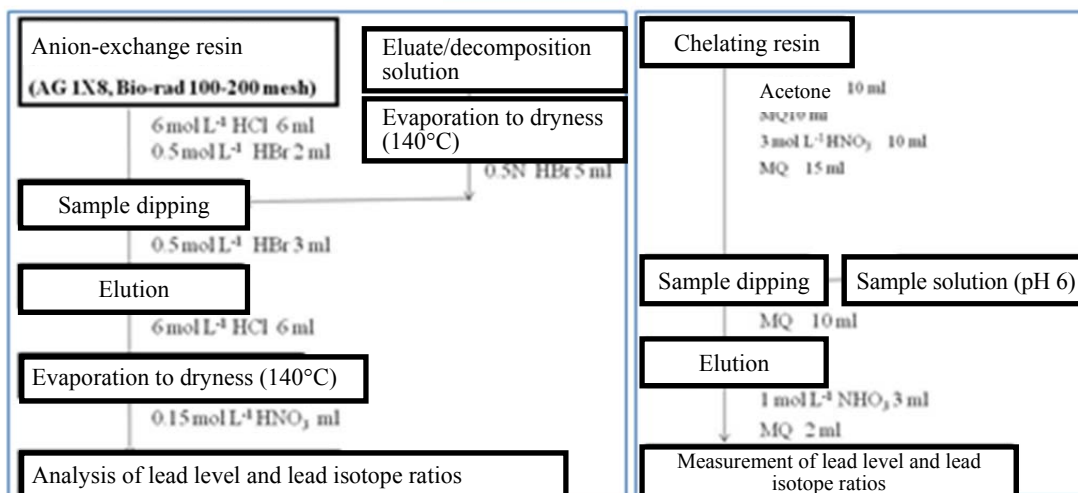 Anion-exchange resin
(AG 1X8, Bio-rad 100-200 mesh)
Eluate/decomposition
solution
Evaporation to dryness
(140°C)
6 mol L⁻¹ HCl 6 ml
0.5 mol L⁻¹ HBr 2 ml
0.5N HBr 5 ml
Sample dipping
0.5 mol L⁻¹ HBr 3 ml
Elution
6 mol L⁻¹ HCl 6 ml
Evaporation to dryness (140°C)
0.15 mol L⁻¹ HNO₃ ml
Analysis of lead level and lead isotope ratios
Chelating resin
Acetone 10 ml
MQ 10 ml
3 mol L⁻¹ HNO₃ 10 ml
MQ 15 ml
Sample dipping
Sample solution (pH 6)
MQ 10 ml
Elution
1 mol L⁻¹ NHO₃ 3 ml
MQ 2 ml
Measurement of lead level and lead
isotope ratios